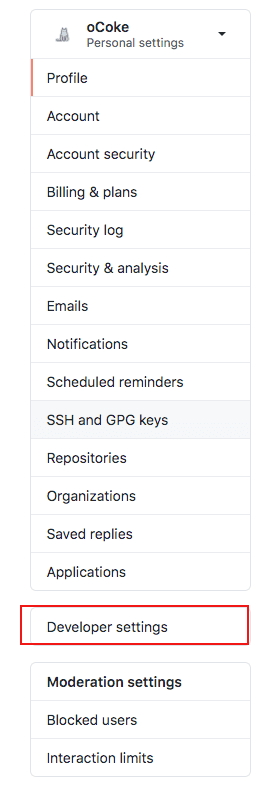 oCoke
Personal settings
Profile
Account
Account security
Billing & plans
Security log
Security & analysis
Emails
Notifications
Scheduled reminders
SSH and GPG keys
Repositories
Organizations
Saved replies
Applications
Developer settings
Moderation settings
Blocked users
Interaction limits